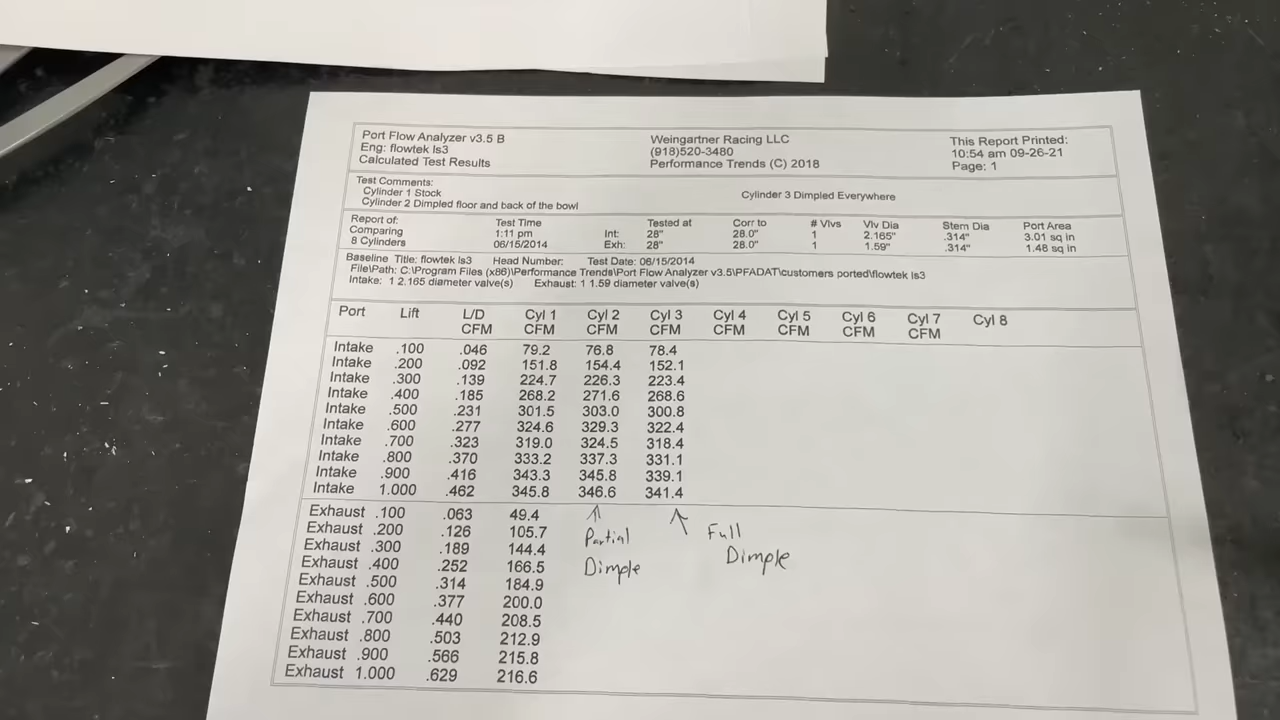 Port Flow Analyzer v3.5 B Weingartner Racing LLC This Report Printed:
Eng: flowtek ls3 (918)520-3480 10:54 am 09-26-21
Calculated Test Results Performance Trends (C) 2018 Page: 1
Test Comments:
Cylinder 1 Stock Cylinder 3 Dimpled Everywhere
Cylinder 2 Dimpled floor and back of the bowl
Report of: Test Time Tested at Corr to # Vlvs Vlv Dia Stem Dia Port Area
Comparing 1:11 pm Int: 28" 28.0" 1 2.165" .314" 3.01 sq in
8 Cylinders 06/15/2014 Exh: 28" 28.0" 1 1.59" .314" 1.48 sq in
Baseline Title: flowtek ls3 Head Number: Test Date: 06/15/2014
File\Path: C:\Program Files (x86)\Performance Trends\Port Flow Analyzer v3.5\PFADAT\customers ported\flowtek ls3
Intake: 1 2.165 diameter valve(s) Exhaust: 1 1.59 diameter valve(s)
Port Lift L/D Cyl 1 Cyl 2 Cyl 3 Cyl 4 Cyl 5 Cyl 6 Cyl 7 Cyl 8
CFM CFM CFM CFM CFM CFM CFM CFM
Intake .100 .046 79.2 76.8 78.4
Intake .200 .092 151.8 154.4 152.1
Intake .300 .139 224.7 226.3 223.4
Intake .400 .185 268.2 271.6 268.6
Intake .500 .231 301.5 303.0 300.8
Intake .600 .277 324.6 329.3 322.4
Intake .700 .323 319.0 324.5 318.4
Intake .800 .370 333.2 337.3 331.1
Intake .900 .416 343.3 345.8 339.1
Intake 1.000 .462 345.8 346.6 341.4
Exhaust .100 .063 49.4
Exhaust .200 .126 105.7 Partial Full
Exhaust .300 .189 144.4
Exhaust .400 .252 166.5 Dimple Dimple
Exhaust .500 .314 184.9
Exhaust .600 .377 200.0
Exhaust .700 .440 208.5
Exhaust .800 .503 212.9
Exhaust .900 .566 215.8
Exhaust 1.000 .629 216.6